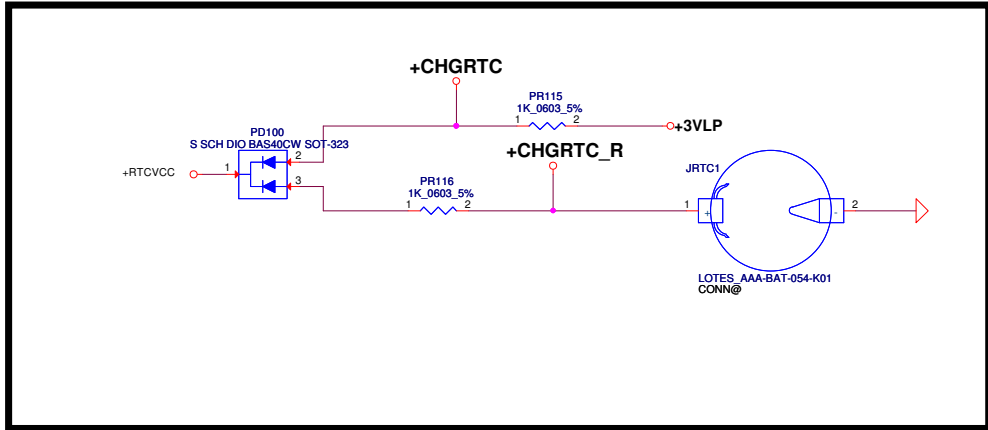 +CHGRTC
PR115
1K_0603_5%
1
2
+3VLP
PD100
S SCH DIO BAS40CW SOT-323
+RTCVCC
1
2
3
+CHGRTC_R
PR116
1K_0603_5%
1
2
JRTC1
1
+
-
2
LOTES_AAA-BAT-054-K01
CONN@